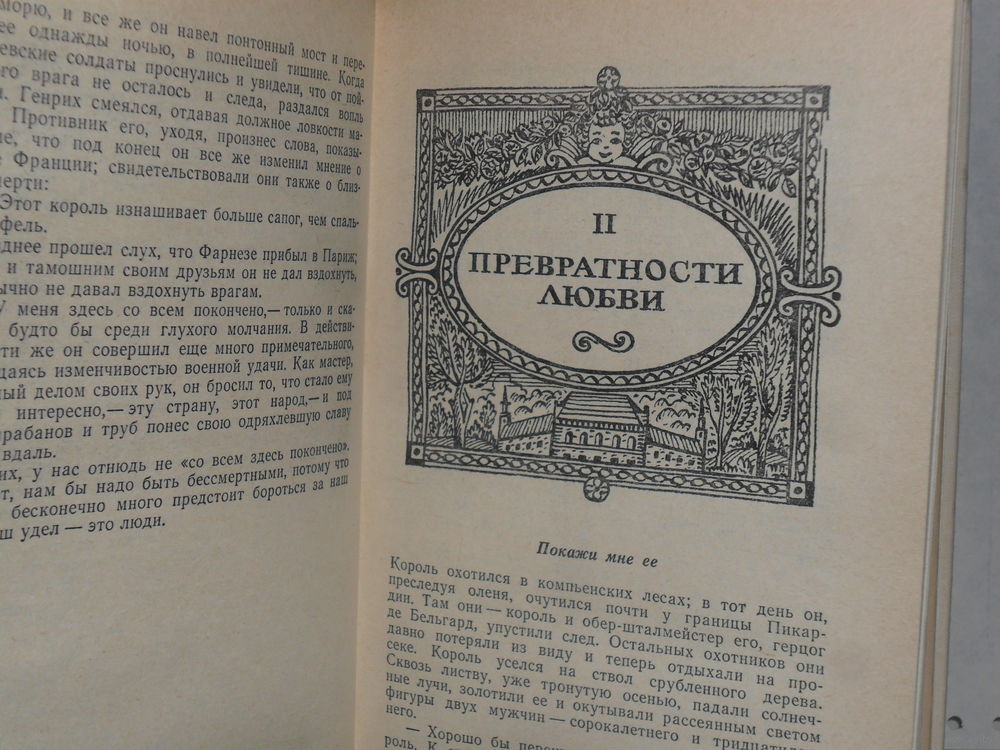 морю, и все же он навел понтонный мост и пере-
ее однажды ночью, в полнейшей тишине. Когда
евские солдаты проснулись и увидели, что от пой-
го врага не осталось и следа, раздался вопль
Генрих смеялся, отдавая должное ловкости ма-
Противник его, уходя, произнес слова, показы-
что под конец он все же изменил мнение о
Франции; свидетельствовали они также о близ-
мерти:
Этот король изнашивает больше сапог, чем спаль-
фель.
днее прошел слух, что Фарнезе прибыл в Париж;
и тамошним своим друзьям он не дал вздохнуть,
ычно не давал вздохнуть врагам.
У меня здесь со всем покончено,— только и ска-
будто бы среди глухого молчания. В действи-
ти же он совершил еще много примечательного,
щаясь изменчивостью военной удачи. Как мастер,
ный делом своих рук, он бросил то, что стало ему
интересно,— эту страну, этот народ,— и под
рабанов и труб понес свою одряхлевшую славу
вдаль.
их, у нас отнюдь не «со всем здесь покончено».
т, нам бы надо быть бессмертными, потому что
бесконечно много предстоит бороться за наш
ш удел — это люди.
II
ПРЕВРАТНОСТИ
ЛЮБВИ
Покажи мне ее
Король охотился в компьенских лесах; в тот день он,
преследуя оленя, очутился почти у границы Пикар-
дии. Там они — король и обер-шталмейстер его, герцог
де Бельгард, упустили след. Остальных охотников они
давно потеряли из виду и теперь отдыхали на про-
секе. Король уселся на ствол срубленного дерева.
Сквозь листву, уже тронутую осенью, падали солнеч-
ные лучи, золотили ее и окутывали рассеянным светом
фигуры двух мужчин — сорокалетнего и тридцатилет-
него.
— Хорошо бы